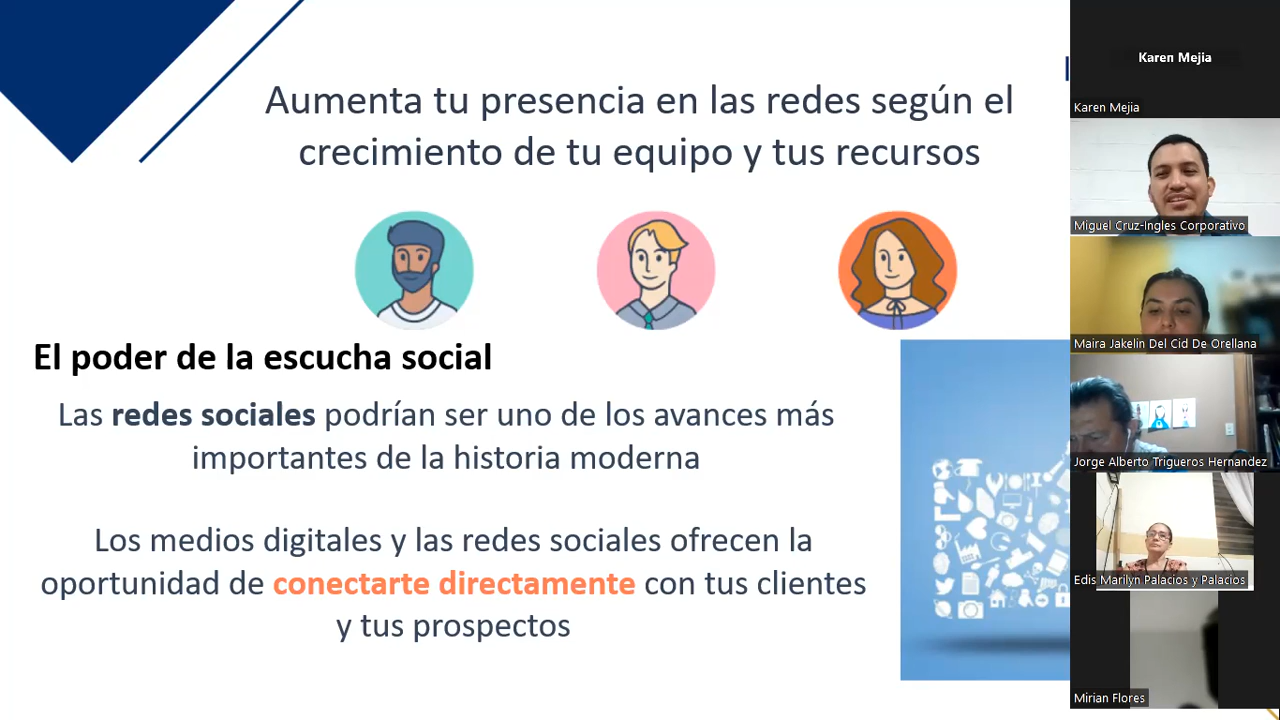 Aumenta tu presencia en las redes según el
crecimiento de tu equipo y tus recursos
El poder de la escucha social
Las redes sociales podrían ser uno de los avances más
importantes de la historia moderna
Los medios digitales y las redes sociales ofrecen la
oportunidad de conectarte directamente con tus clientes
y tus prospectos
Karen Mejia
Karen Mejia
Miguel Cruz-Ingles Corporativo
Maira Jakelin Del Cid De Orellana
Jorge Alberto Trigueros Hernandez
Edis Marilyn Palacios y Palacios
Mirian Flores